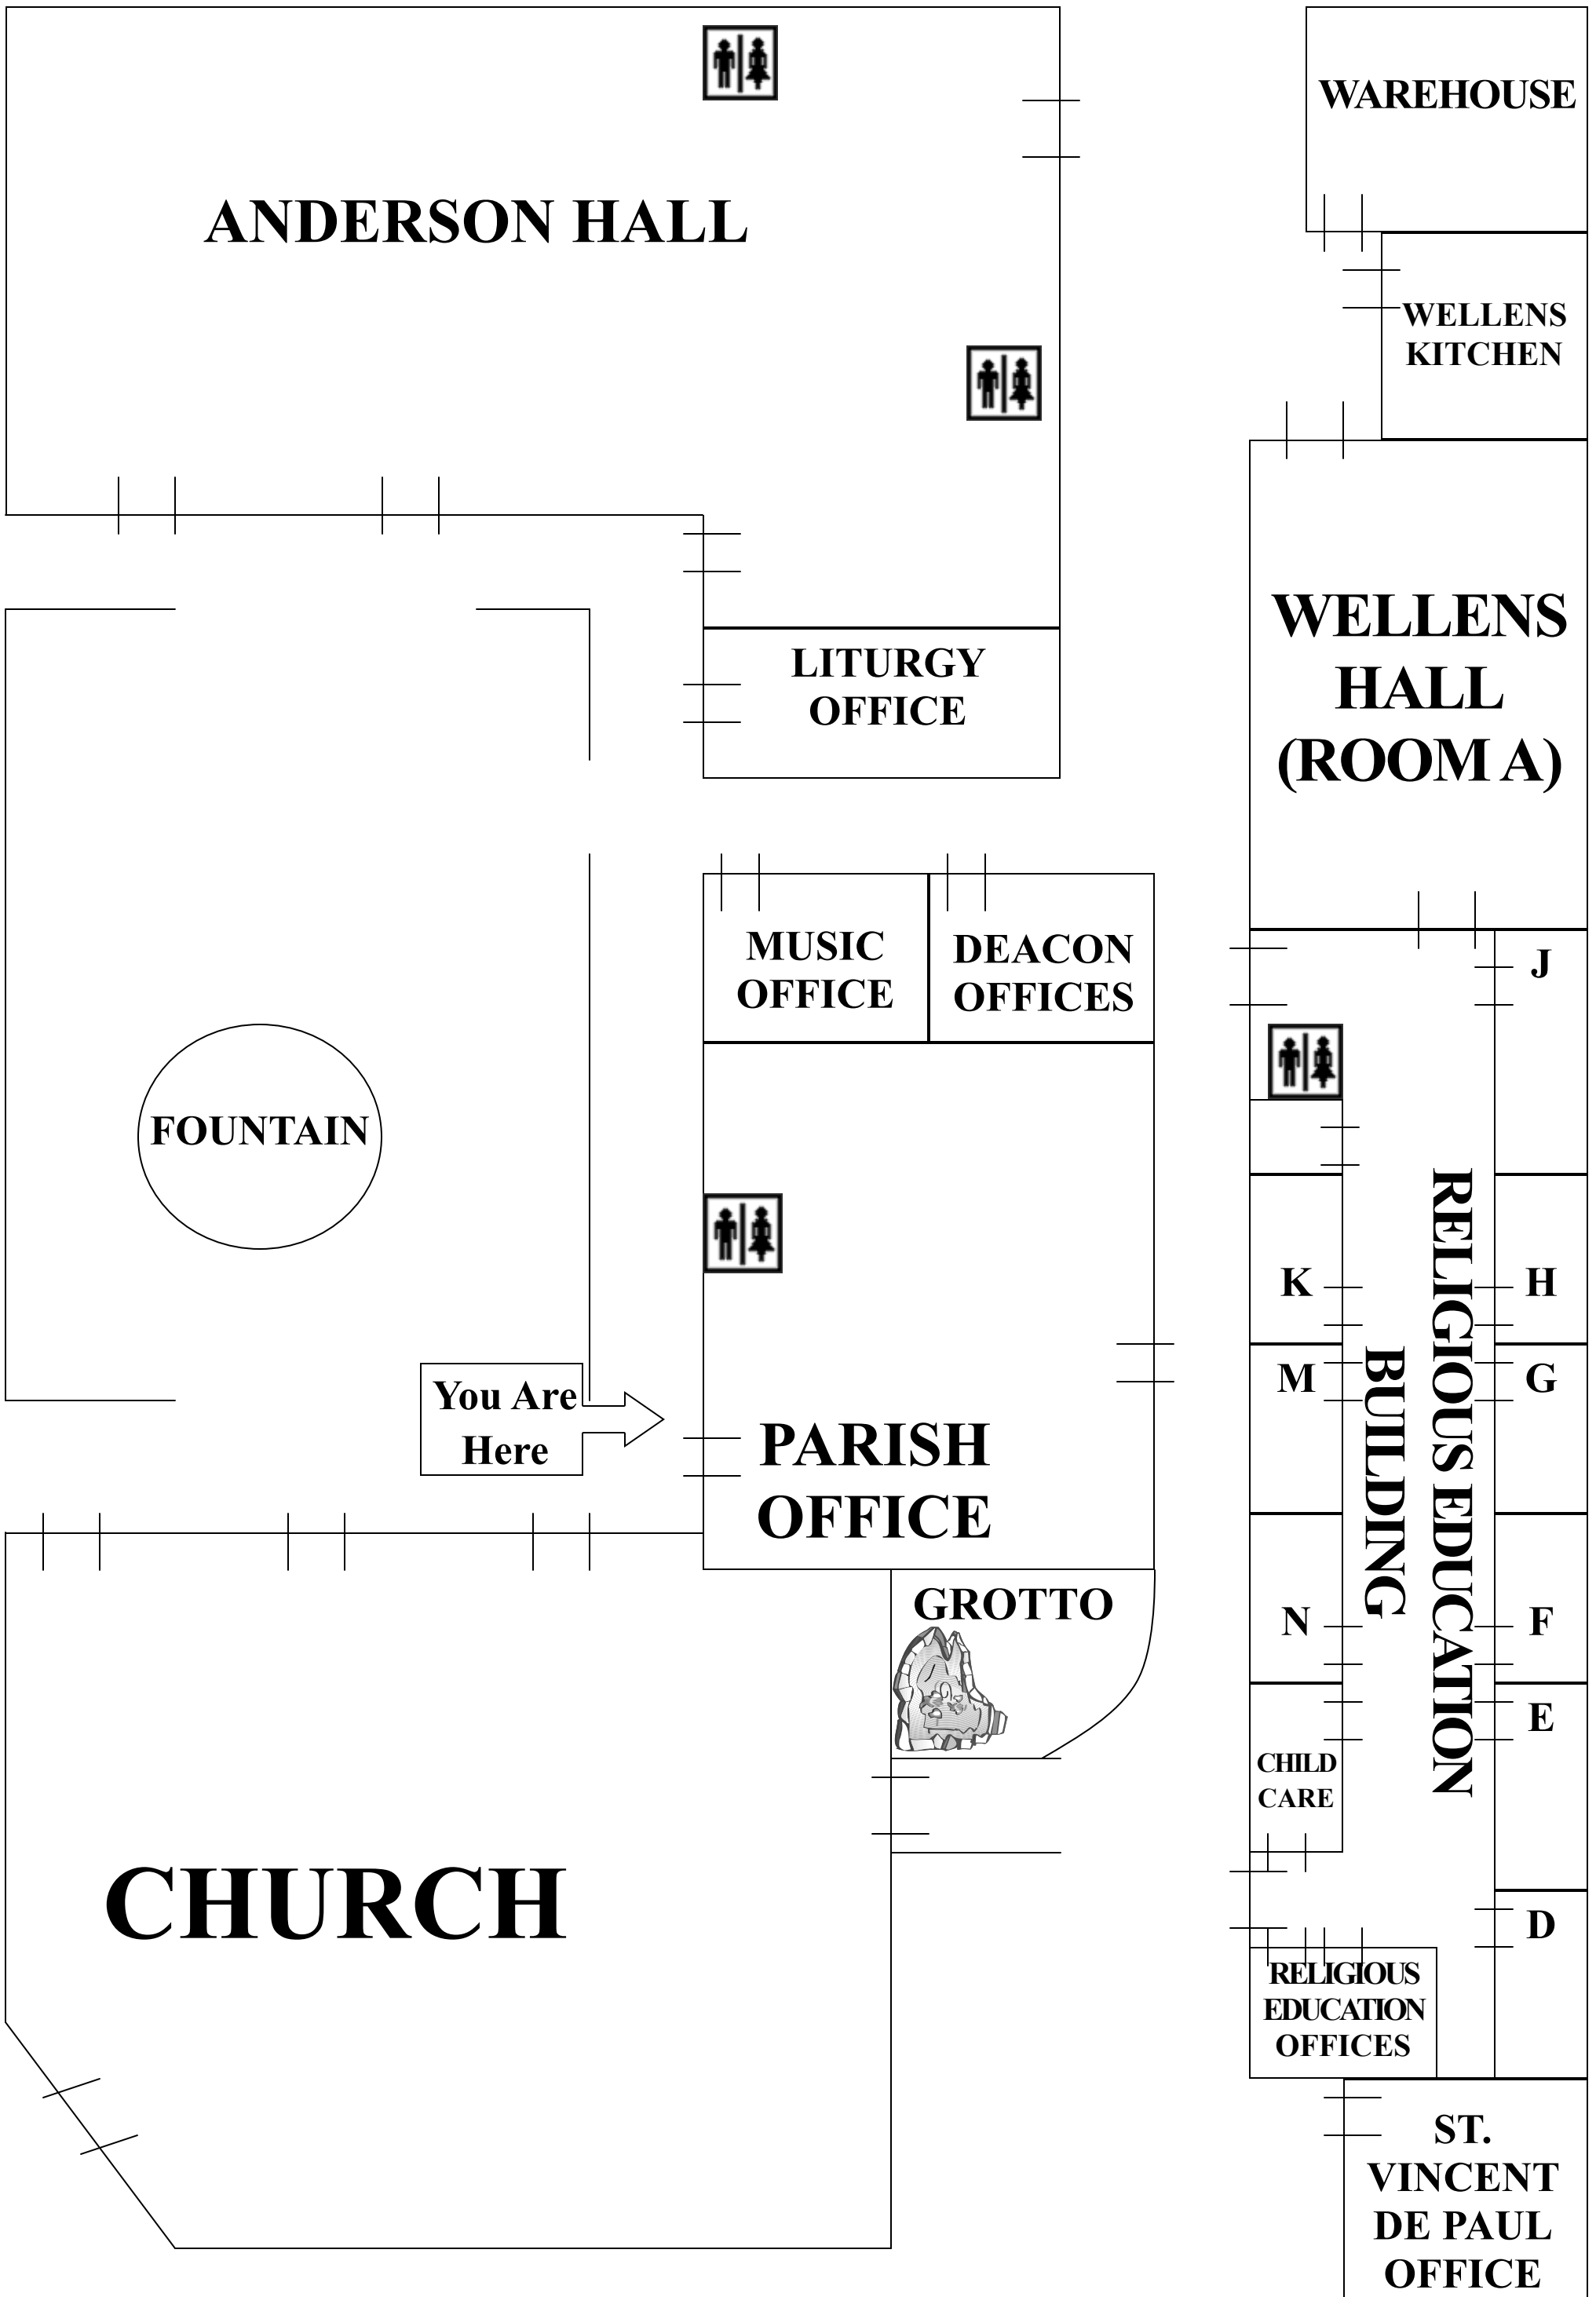 WAREHOUSE
ANDERSON HALL
WELLENS
KITCHEN
WELLENS
HALL
(ROOM A)
LITURGY
OFFICE
MUSIC
OFFICE
DEACON
OFFICES
J
FOUNTAIN
RELIGIOUS EDUCATION
BUILDING
K
H
M
G
You Are
Here
PARISH
OFFICE
GROTTO
N
F
E
CHILD
CARE
CHURCH
D
RELIGIOUS
EDUCATION
OFFICES
ST.
VINCENT
DE PAUL
OFFICE